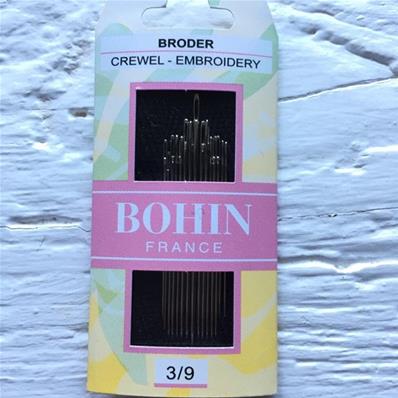 BRODER
CREWEL - EMBROIDERY
BOHIN
FRANCE
3/9